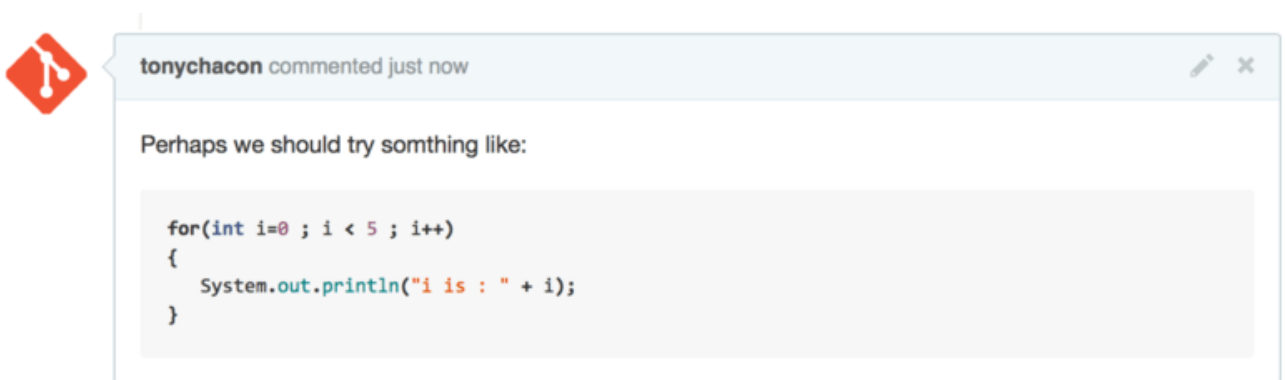 tonychacon commented just now
Perhaps we should try somthing like:
for(int i=0 ; i < 5 ; i++)
{
   System.out.println("i is : " + i);
}